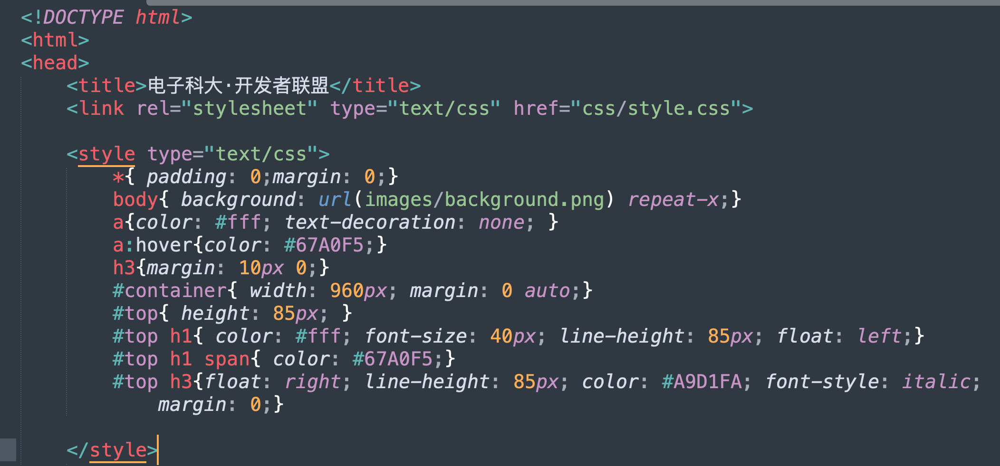 <!DOCTYPE html>
<html>
<head>
<title>电子科大·开发者联盟</title>
<link rel="stylesheet" type="text/css" href="css/style.css">
<style type="text/css">
*{ padding: 0;margin: 0;}
body{ background: url(images/background.png) repeat-x;}
a{color: #fff; text-decoration: none; }
a:hover{color: #67A0F5;}
h3{margin: 10px 0;}
#container{ width: 960px; margin: 0 auto;}
#top{ height: 85px; }
#top h1{ color: #fff; font-size: 40px; line-height: 85px; float: left;}
#top h1 span{ color: #67A0F5;}
#top h3{float: right; line-height: 85px; color: #A9D1FA; font-style: italic;
margin: 0;}
</style>